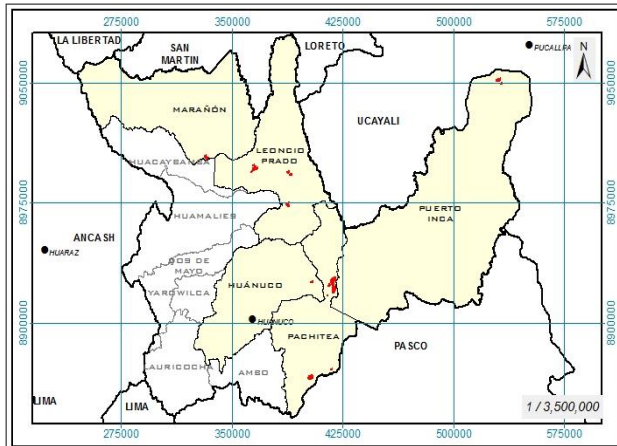 275000 350000 425000 500000 575000
LA LIBERTAD
SAN
MARTIN
LORETO
PUCALLPA
N
9050000
9050000
MARAÑÓN
UCAYALI
HUACAYBAMBA
LEONCIO
PRADO
8975000
8975000
HUAMALIES
PUERTO
INCA
ANCASH
HUARAZ
DOS DE
MAYO
YAROWILCA
HUÁNUCO
8900000
8900000
HUÁNUCO
PACHITEA
PASCO
LAURICOCHA
AMBO
LIMA
LIMA
1 / 3,500,000
275000 350000 425000 500000 575000